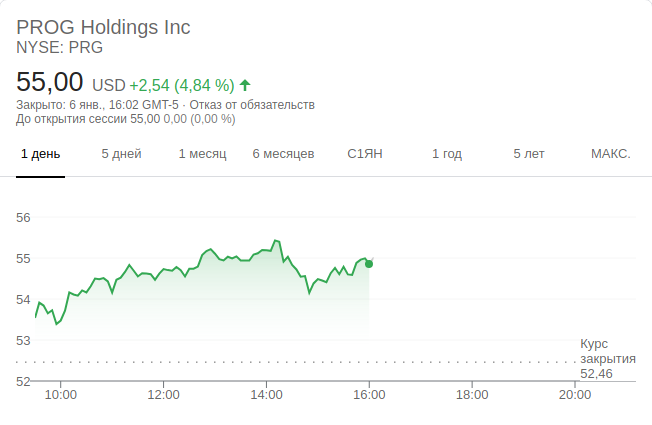 PROG Holdings Inc
NYSE: PRG
55,00 USD +2,54 (4,84 %)
Закрыто: 6 янв., 16:02 GMT-5 · Отказ от обязательств
До открытия сессии 55,00 0,00 (0,00 %)
1 день 5 дней 1 месяц 6 месяцев С1ЯН 1 год 5 лет МАКС.
56
55
54
53
Курс
закрытия
52,46
52
10:00 12:00 14:00 16:00 18:00 20:00